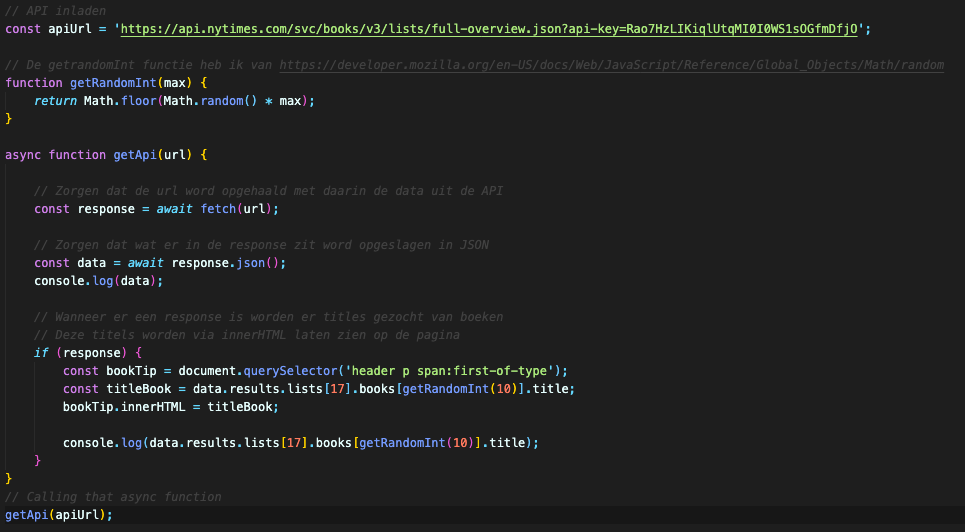 // API inladen
const apiUrl = 'https://api.nytimes.com/svc/books/v3/lists/full-overview.json?api-key=Rao7HzLIKiqlUtqMI0I0WS1sOGfmDfjO';
// De getrandomInt functie heb ik van https://developer.mozilla.org/en-US/docs/Web/JavaScript/Reference/Global_Objects/Math/random
function getRandomInt(max) {
    return Math.floor(Math.random() * max);
}
async function getApi(url) {
    // Zorgen dat de url word opgehaald met daarin de data uit de API
    const response = await fetch(url);
    // Zorgen dat wat er in de response zit word opgeslagen in JSON
    const data = await response.json();
    console.log(data);
    // Wanneer er een response is worden er titles gezocht van boeken
    // Deze titels worden via innerHTML laten zien op de pagina
    if (response) {
        const bookTip = document.querySelector('header p span:first-of-type');
        const titleBook = data.results.lists[17].books[getRandomInt(10)].title;
        bookTip.innerHTML = titleBook;
        console.log(data.results.lists[17].books[getRandomInt(10)].title);
    }
}
// Calling that async function
getApi(apiUrl);